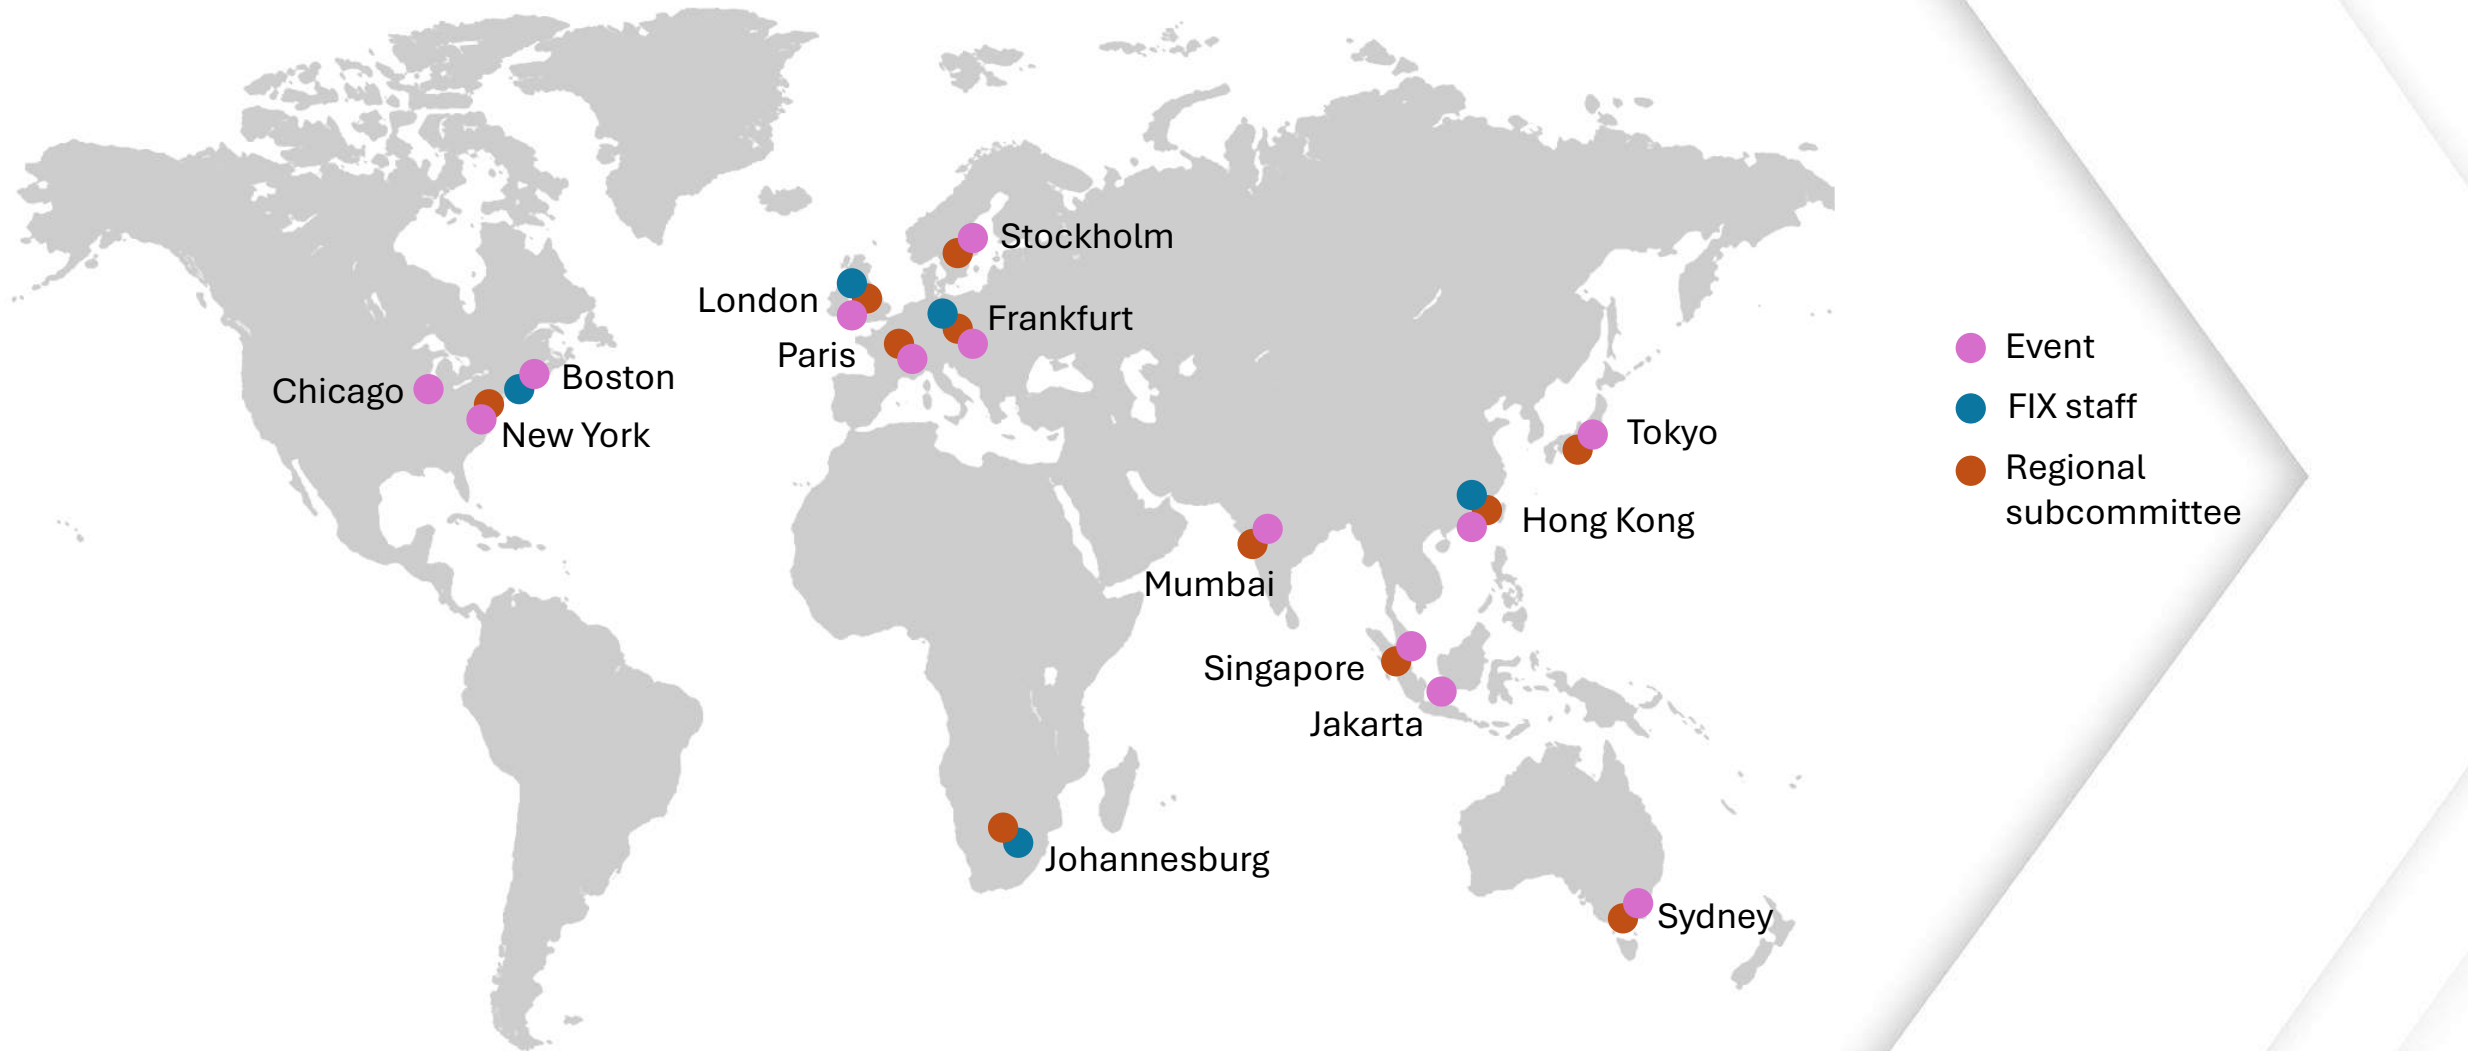 Stockholm
London
Frankfurt
Paris
Chicago
Boston
New York
Tokyo
Hong Kong
Mumbai
Singapore
Jakarta
Johannesburg
Sydney
Event
FIX staff
Regional
subcommittee